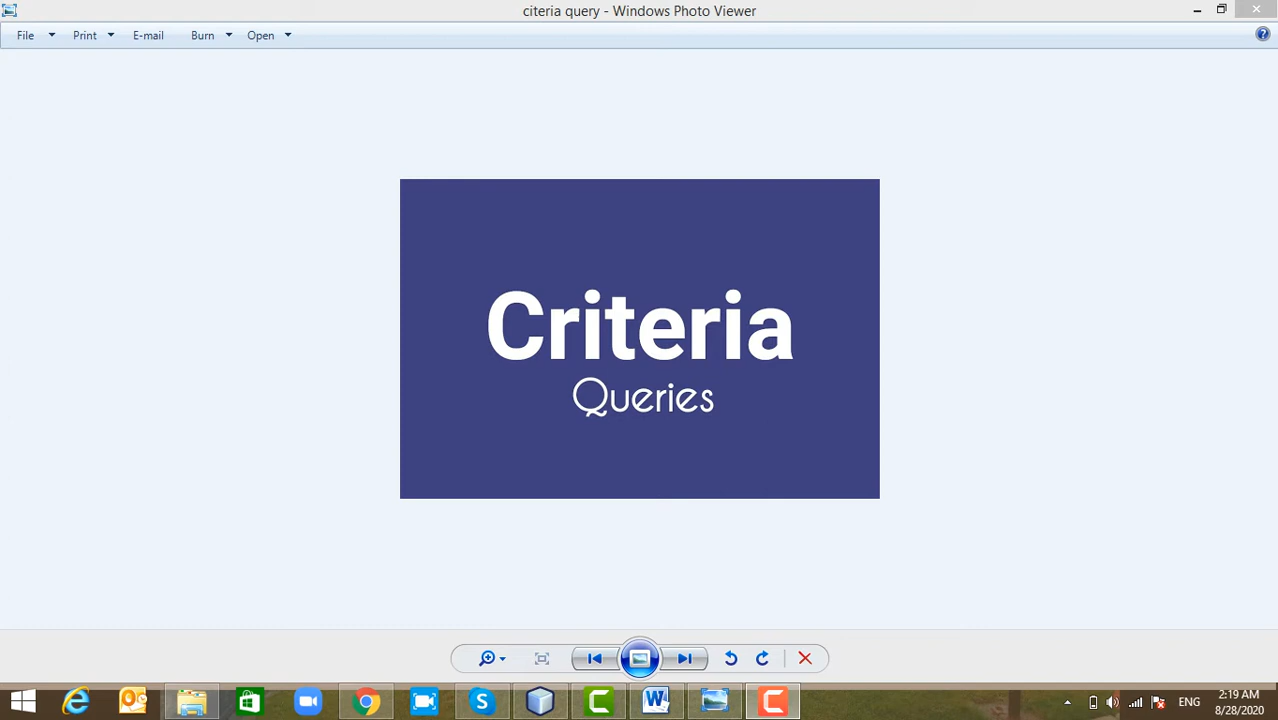 citeria query - Windows Photo Viewer
File Print E-mail Burn Open
Criteria
Queries
ENG
2:19 AM
8/28/2020